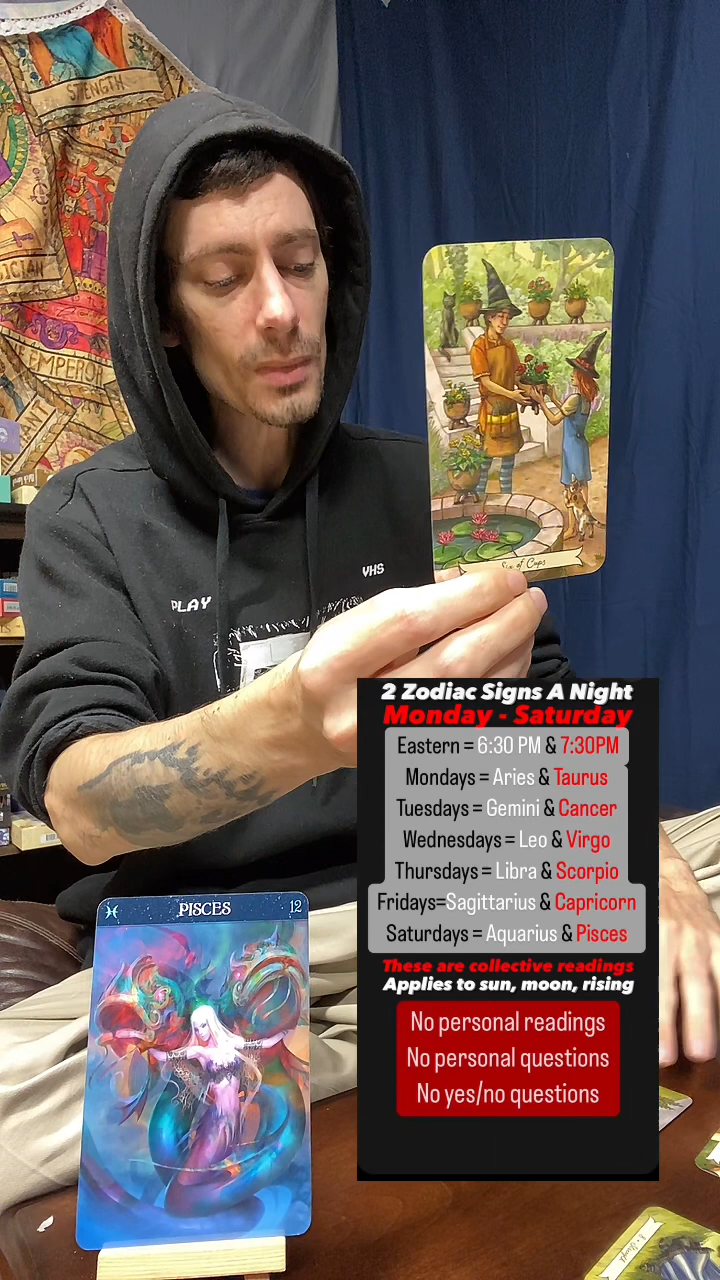 STRENGTH
EMPEROR
PLAY
VHS
Six of Cups
2 Zodiac Signs A Night
Monday - Saturday
Eastern = 6:30 PM & 7:30PM
Mondays = Aries & Taurus
Tuesdays = Gemini & Cancer
Wednesdays = Leo & Virgo
Thursdays = Libra & Scorpio
Fridays=Sagittarius & Capricorn
Saturdays = Aquarius & Pisces
These are collective readings
Applies to sun, moon, rising
No personal readings
No personal questions
No yes/no questions
PISCES 12